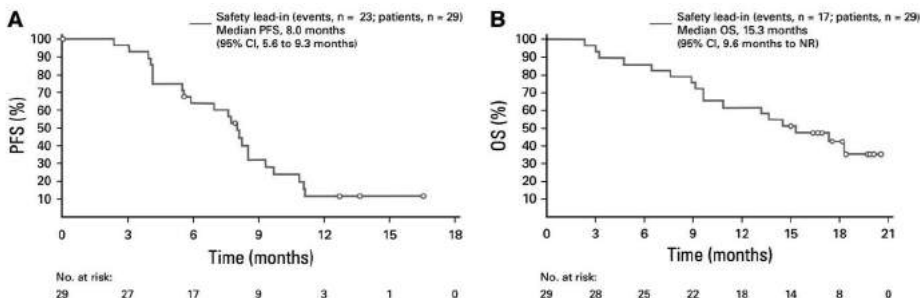 A
Safety lead-in (events, n = 23; patients, n = 29)
Median PFS, 8.0 months
(95% CI, 5.6 to 9.3 months)
PFS (%)
100
90
80
70
60
50
40
30
20
10
0 3 6 9 12 15 18
Time (months)
No. at risk:
29 27 17 9 3 1 0
B
Safety lead-in (events, n = 17; patients, n = 29)
Median OS, 15.3 months
(95% CI, 9.6 months to NR)
OS (%)
100
90
80
70
60
50
40
30
20
10
0 3 6 9 12 15 18 21
Time (months)
No. at risk:
29 28 25 22 18 14 8 0